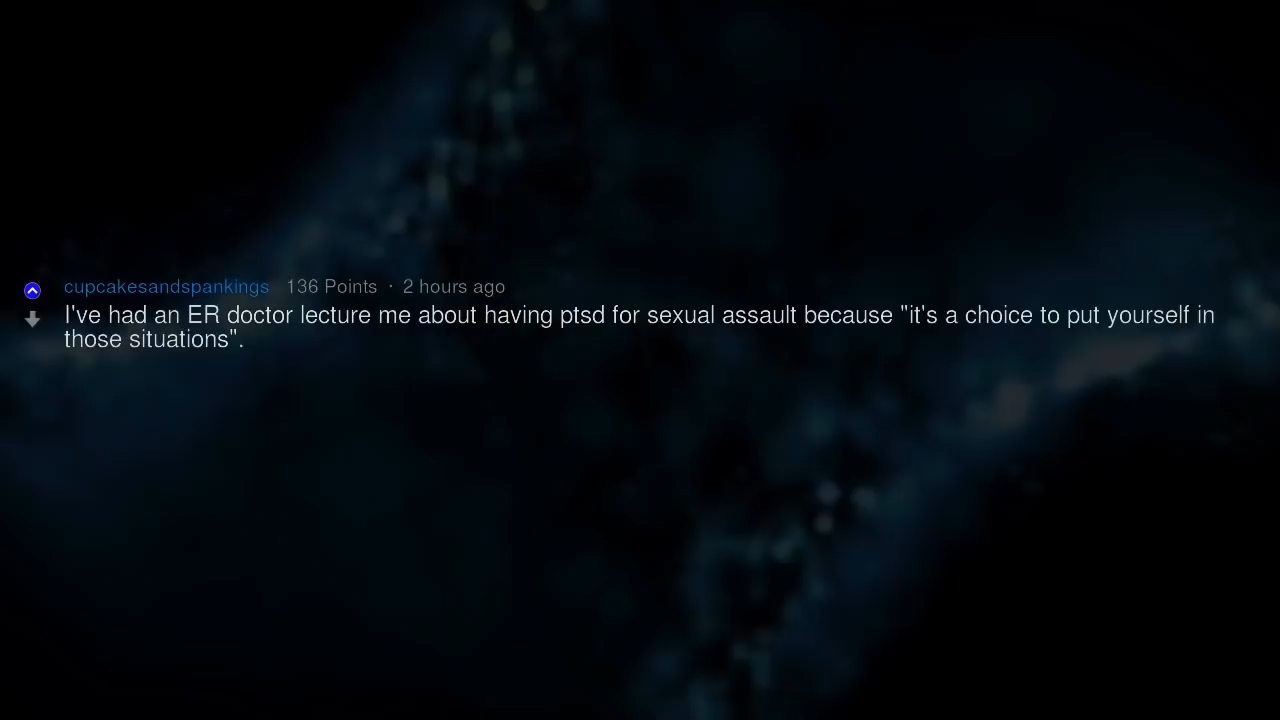 cupcakesandspankings 136 Points · 2 hours ago
I've had an ER doctor lecture me about having ptsd for sexual assault because "it's a choice to put yourself in
those situations".